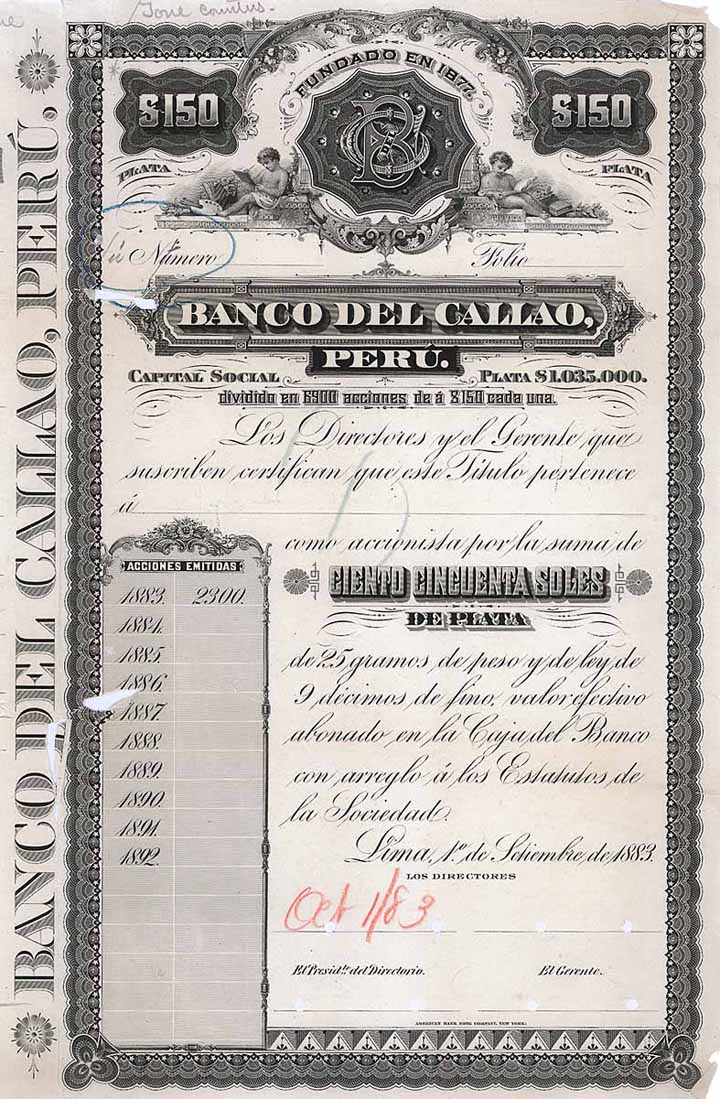 Tone counters.
BANCO DEL CALLAO, PERÚ.
FUNDADO EN 1877.
$150
$150
BC
PLATA
PLATA
Número
Folio
BANCO DEL CALLAO,
PERÚ.
CAPITAL SOCIAL PLATA $1.035.000.
dividido en 6900 acciones de á $150 cada una.
Los Directores y el Gerente que
suscriben certifican que este Título pertenece
á
como accionista por la suma de
CIENTO CINCUENTA SOLES
DE PLATA
de 25 gramos de peso y de ley de
9 décimos de fino, valor efectivo
abonado en la Caja del Banco
con arreglo á los Estatutos de
la Sociedad.
Lima, 1º de Setiembre, de 1883.
ACCIONES EMITIDAS
1883. 2300.
1884.
1885.
1886.
1887.
1888.
1889.
1890.
1891.
1892.
LOS DIRECTORES
Oct 1/83
El Presidte del Directorio.
El Gerente.
AMERICAN BANK NOTE COMPANY, NEW YORK.